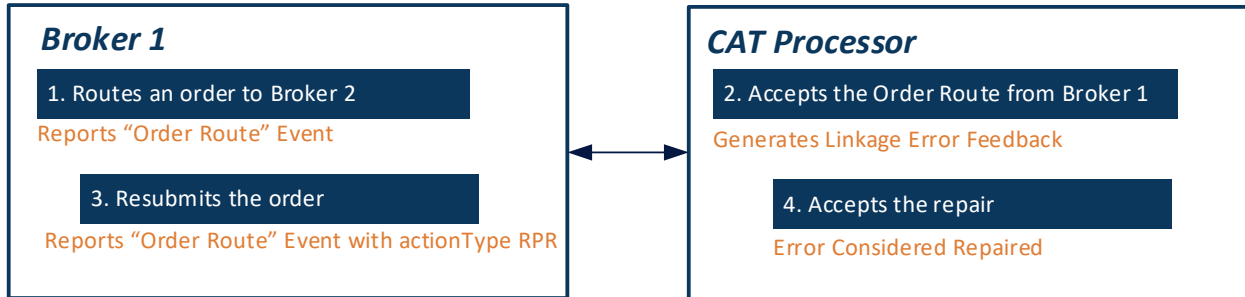 Broker 1
1. Routes an order to Broker 2
Reports “Order Route” Event
3. Resubmits the order
Reports “Order Route” Event with actionType RPR
CAT Processor
2. Accepts the Order Route from Broker 1
Generates Linkage Error Feedback
4. Accepts the repair
Error Considered Repaired